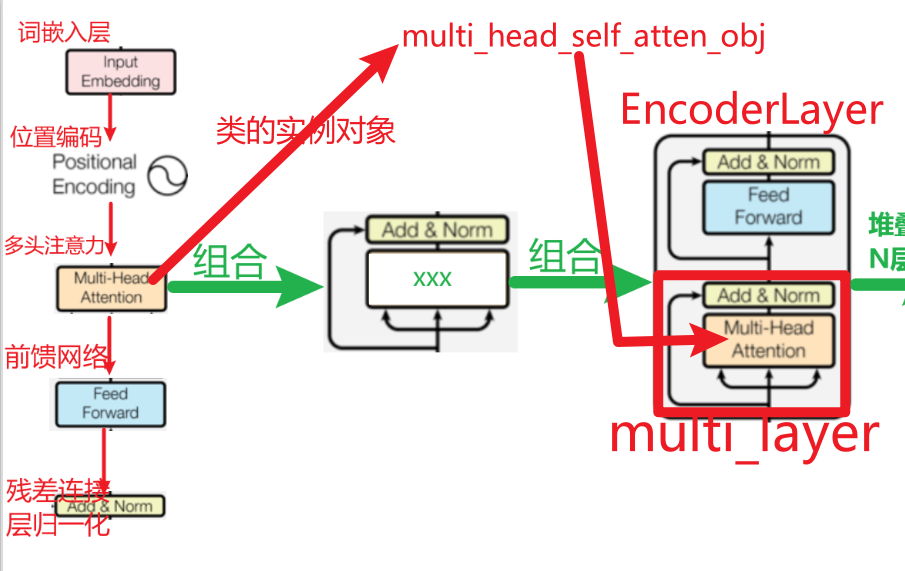 词嵌入层
Input
Embedding
位置编码
Positional
Encoding
多头注意力
Multi-Head
Attention
前馈网络
Feed
Forward
残差连接
层归一化
Add & Norm
multi_head_self_atten_obj
类的实例对象
组合
Add & Norm
xxx
组合
EncoderLayer
Add & Norm
Feed
Forward
Add & Norm
Multi-Head
Attention
multi_layer
N层